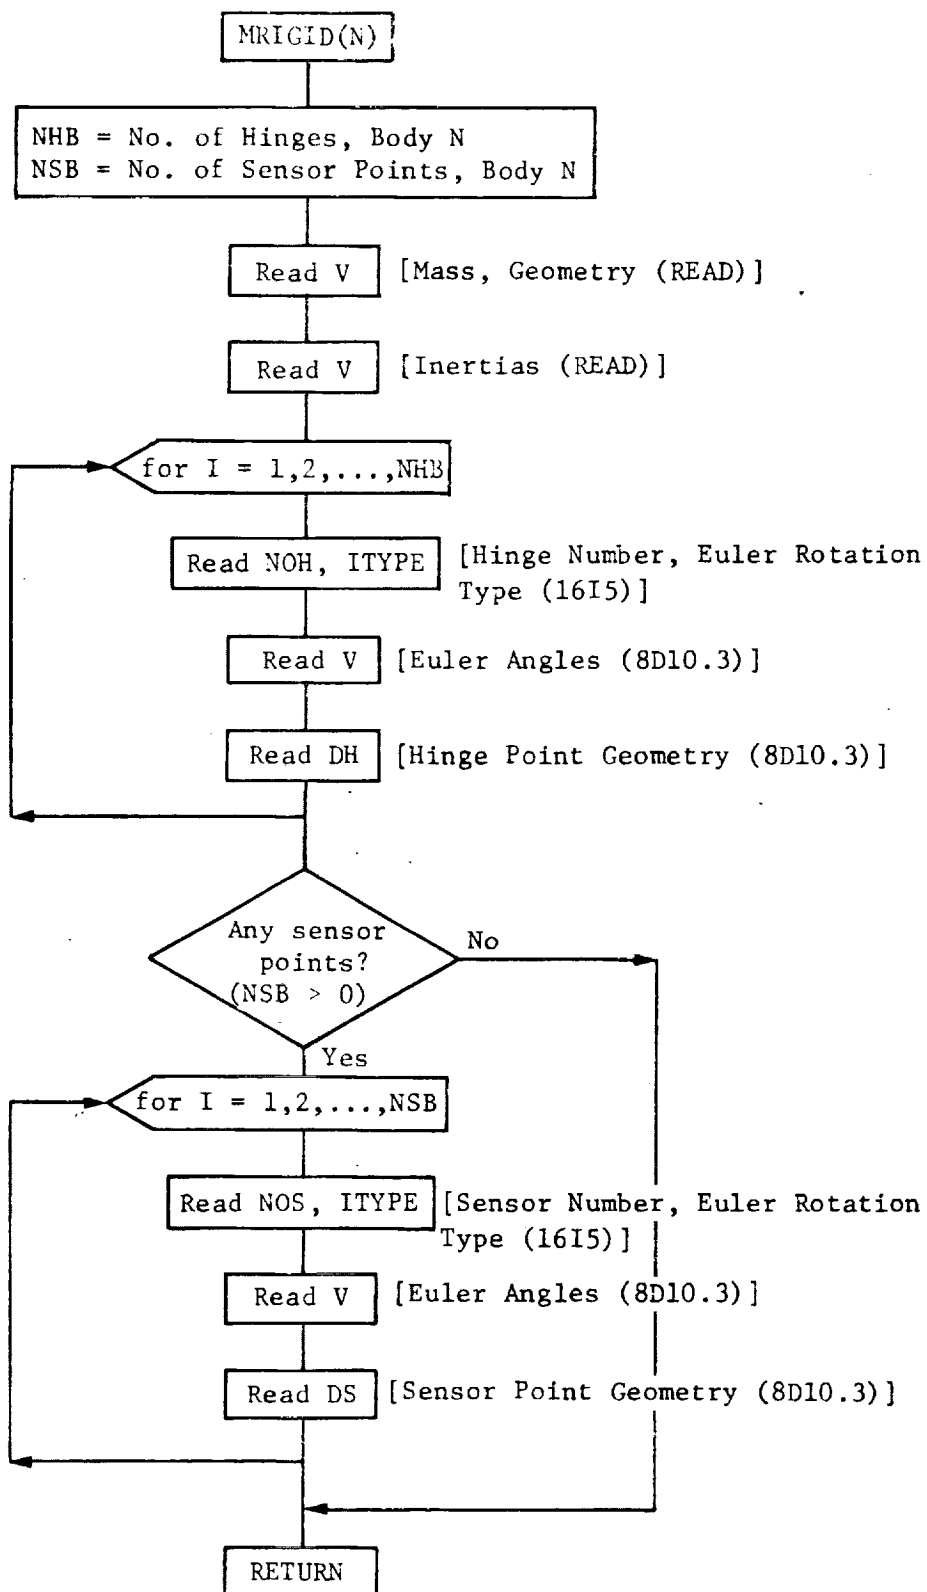 MRIGID(N)
NHB = No. of Hinges, Body N
NSB = No. of Sensor Points, Body N
Read V [Mass, Geometry (READ)]
Read V [Inertias (READ)]
for I = 1,2,...,NHB
Read NOH, ITYPE [Hinge Number, Euler Rotation
Type (16I5)]
Read V [Euler Angles (8D10.3)]
Read DH [Hinge Point Geometry (8D10.3)]
Any sensor
points?
(NSB > 0)
No
Yes
for I = 1,2,...,NSB
Read NOS, ITYPE [Sensor Number, Euler Rotation
Type (16I5)]
Read V [Euler Angles (8D10.3)]
Read DS [Sensor Point Geometry (8D10.3)]
RETURN